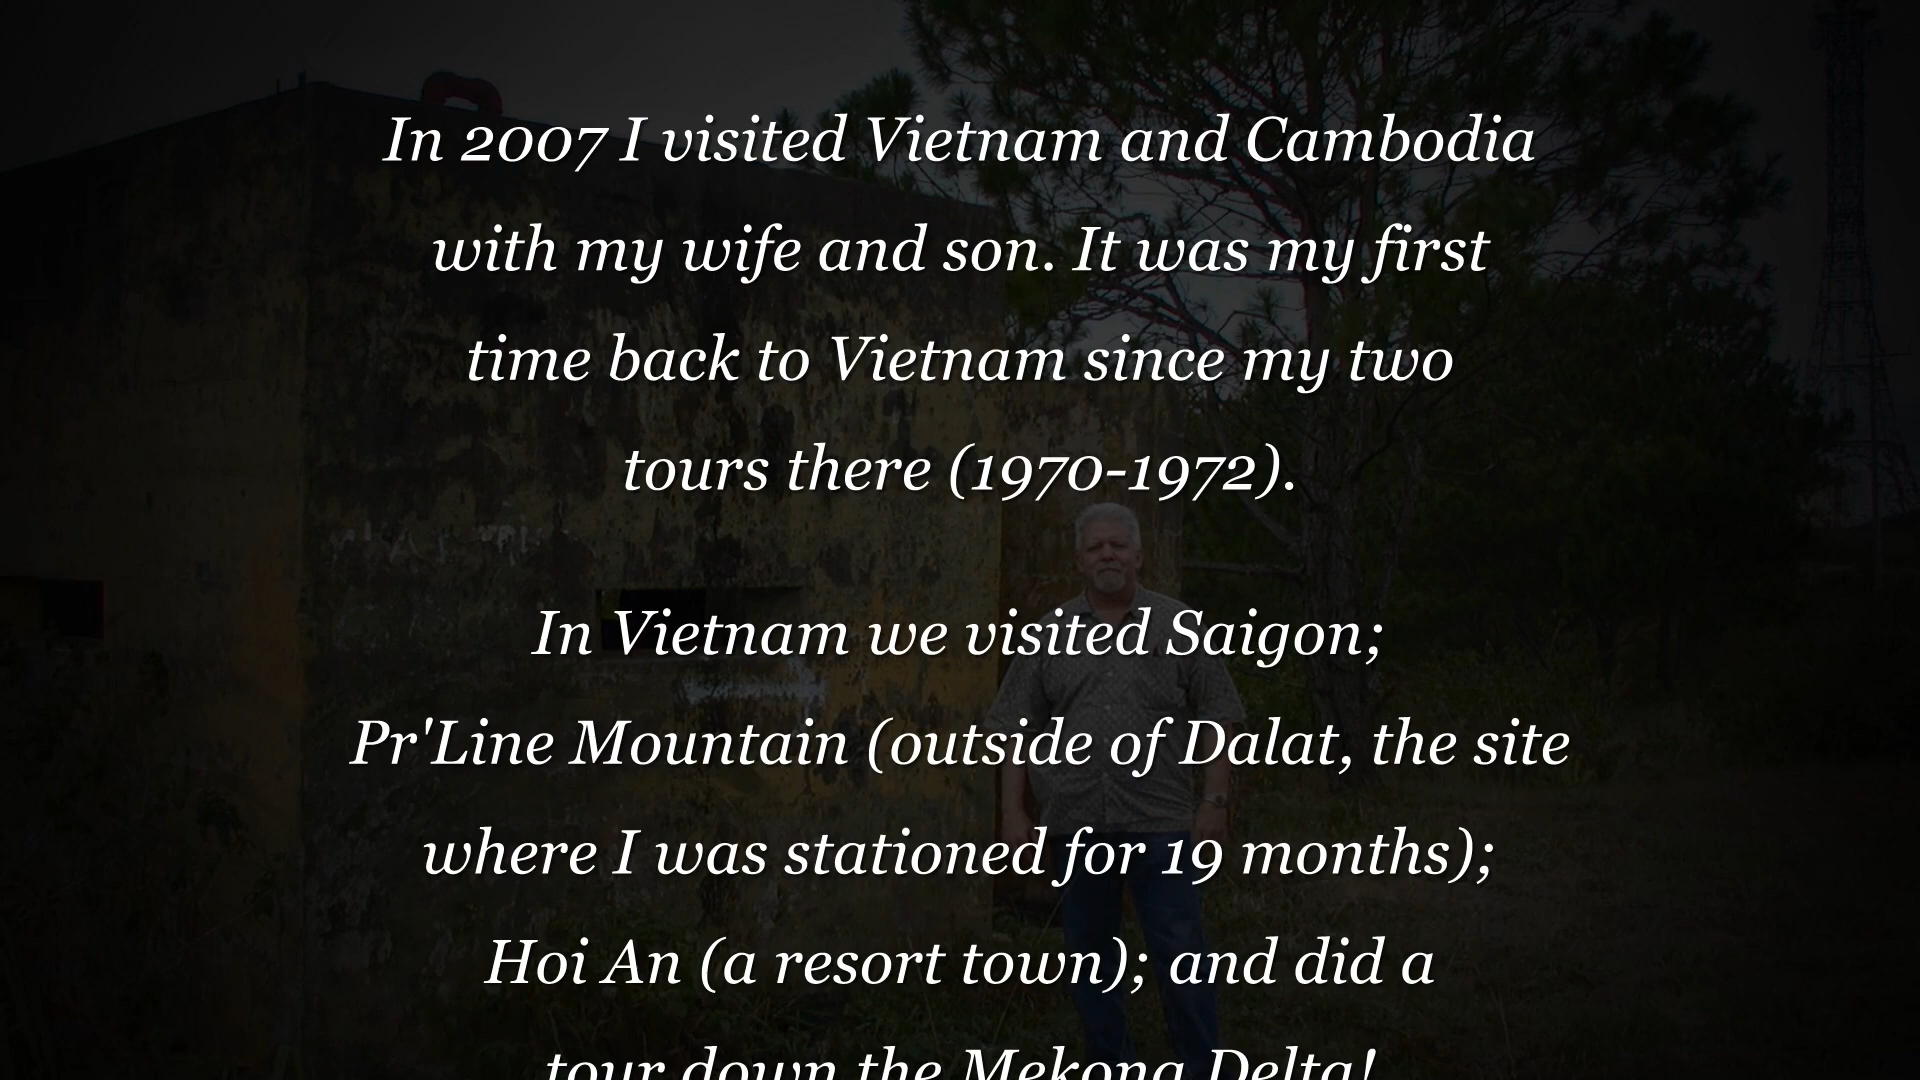 In 2007 I visited Vietnam and Cambodia
with my wife and son. It was my first
time back to Vietnam since my two
tours there (1970-1972).
In Vietnam we visited Saigon;
Pr'Line Mountain (outside of Dalat, the site
where I was stationed for 19 months);
Hoi An (a resort town); and did a
tour down the Mekong Delta!